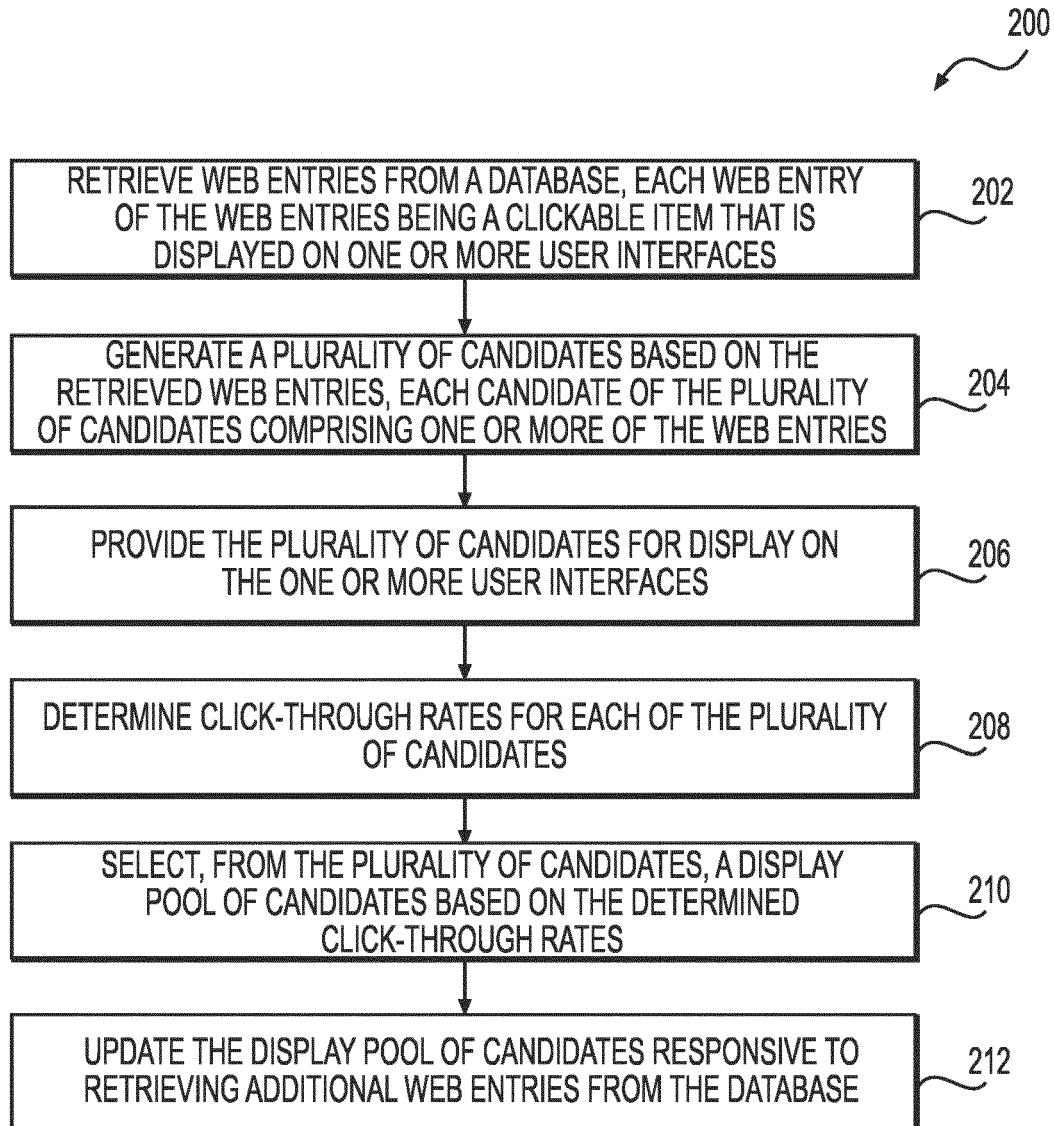 200
RETRIEVE WEB ENTRIES FROM A DATABASE, EACH WEB ENTRY
OF THE WEB ENTRIES BEING A CLICKABLE ITEM THAT IS
DISPLAYED ON ONE OR MORE USER INTERFACES
202
GENERATE A PLURALITY OF CANDIDATES BASED ON THE
RETRIEVED WEB ENTRIES, EACH CANDIDATE OF THE PLURALITY
OF CANDIDATES COMPRISING ONE OR MORE OF THE WEB ENTRIES
204
PROVIDE THE PLURALITY OF CANDIDATES FOR DISPLAY ON
THE ONE OR MORE USER INTERFACES
206
DETERMINE CLICK-THROUGH RATES FOR EACH OF THE PLURALITY
OF CANDIDATES
208
SELECT, FROM THE PLURALITY OF CANDIDATES, A DISPLAY
POOL OF CANDIDATES BASED ON THE DETERMINED
CLICK-THROUGH RATES
210
UPDATE THE DISPLAY POOL OF CANDIDATES RESPONSIVE TO
RETRIEVING ADDITIONAL WEB ENTRIES FROM THE DATABASE
212